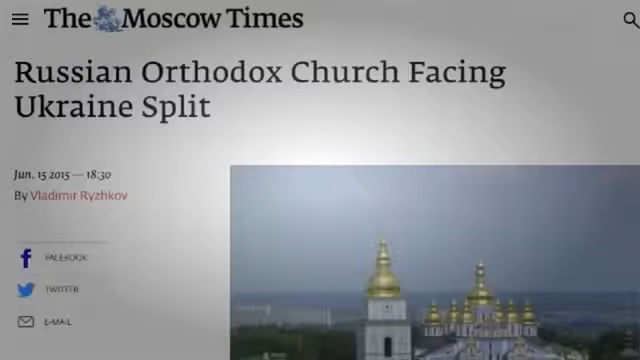 The Moscow Times
Russian Orthodox Church Facing
Ukraine Split
Jun. 15 2015 — 18:30
By Vladimir Ryzhkov
FACEBOOK
TWITTER
E-MAIL